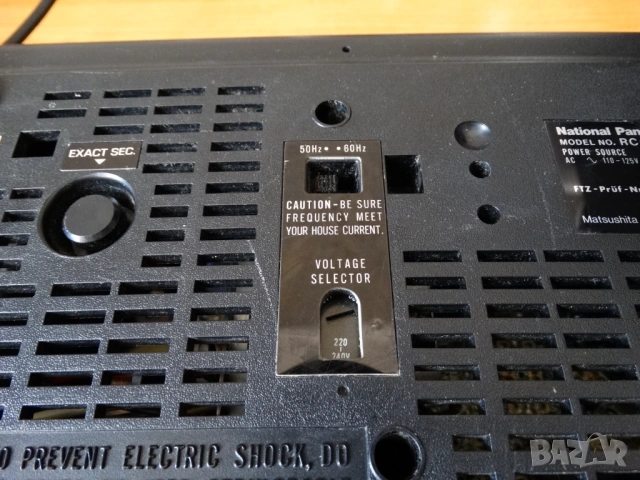 EXACT SEC.
50Hz • • 60Hz
CAUTION-BE SURE
FREQUENCY MEET
YOUR HOUSE CURRENT.
VOLTAGE
SELECTOR
220
240V
National Pan
MODEL NO. RC
POWER SOURCE
AC ∿ 110-125V
FTZ-Prüf-N
Matsushita
O PREVENT ELECTRIC SHOCK, DO
BAZAR
bg